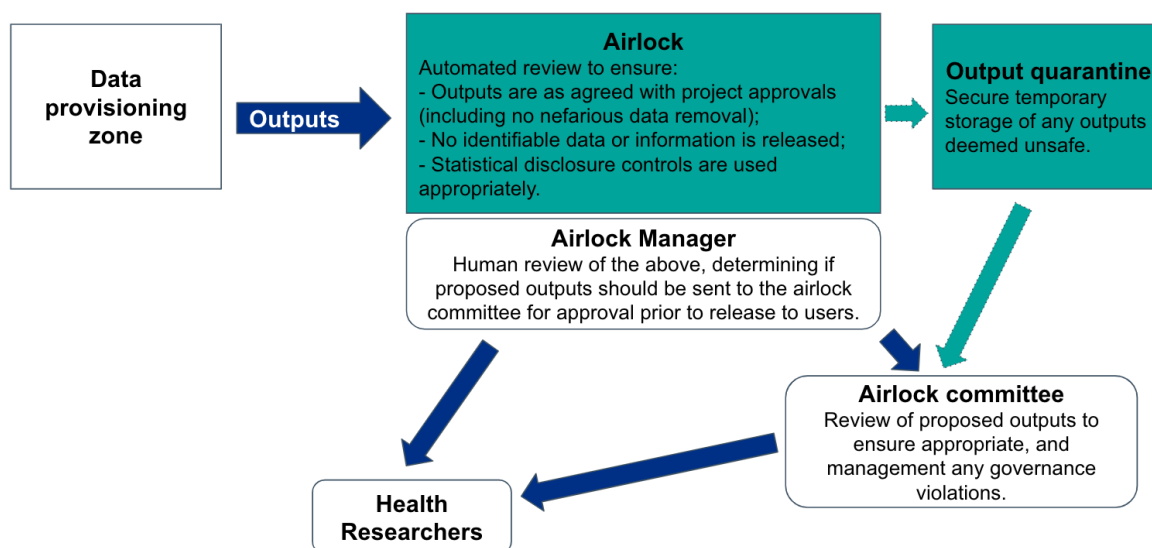 Data
provisioning
zone
Outputs
Airlock
Automated review to ensure:
- Outputs are as agreed with project approvals
(including no nefarious data removal);
- No identifiable data or information is released;
- Statistical disclosure controls are used
appropriately.
Output quarantine
Secure temporary
storage of any outputs
deemed unsafe.
Airlock Manager
Human review of the above, determining if
proposed outputs should be sent to the airlock
committee for approval prior to release to users.
Airlock committee
Review of proposed outputs to
ensure appropriate, and
management any governance
violations.
Health
Researchers